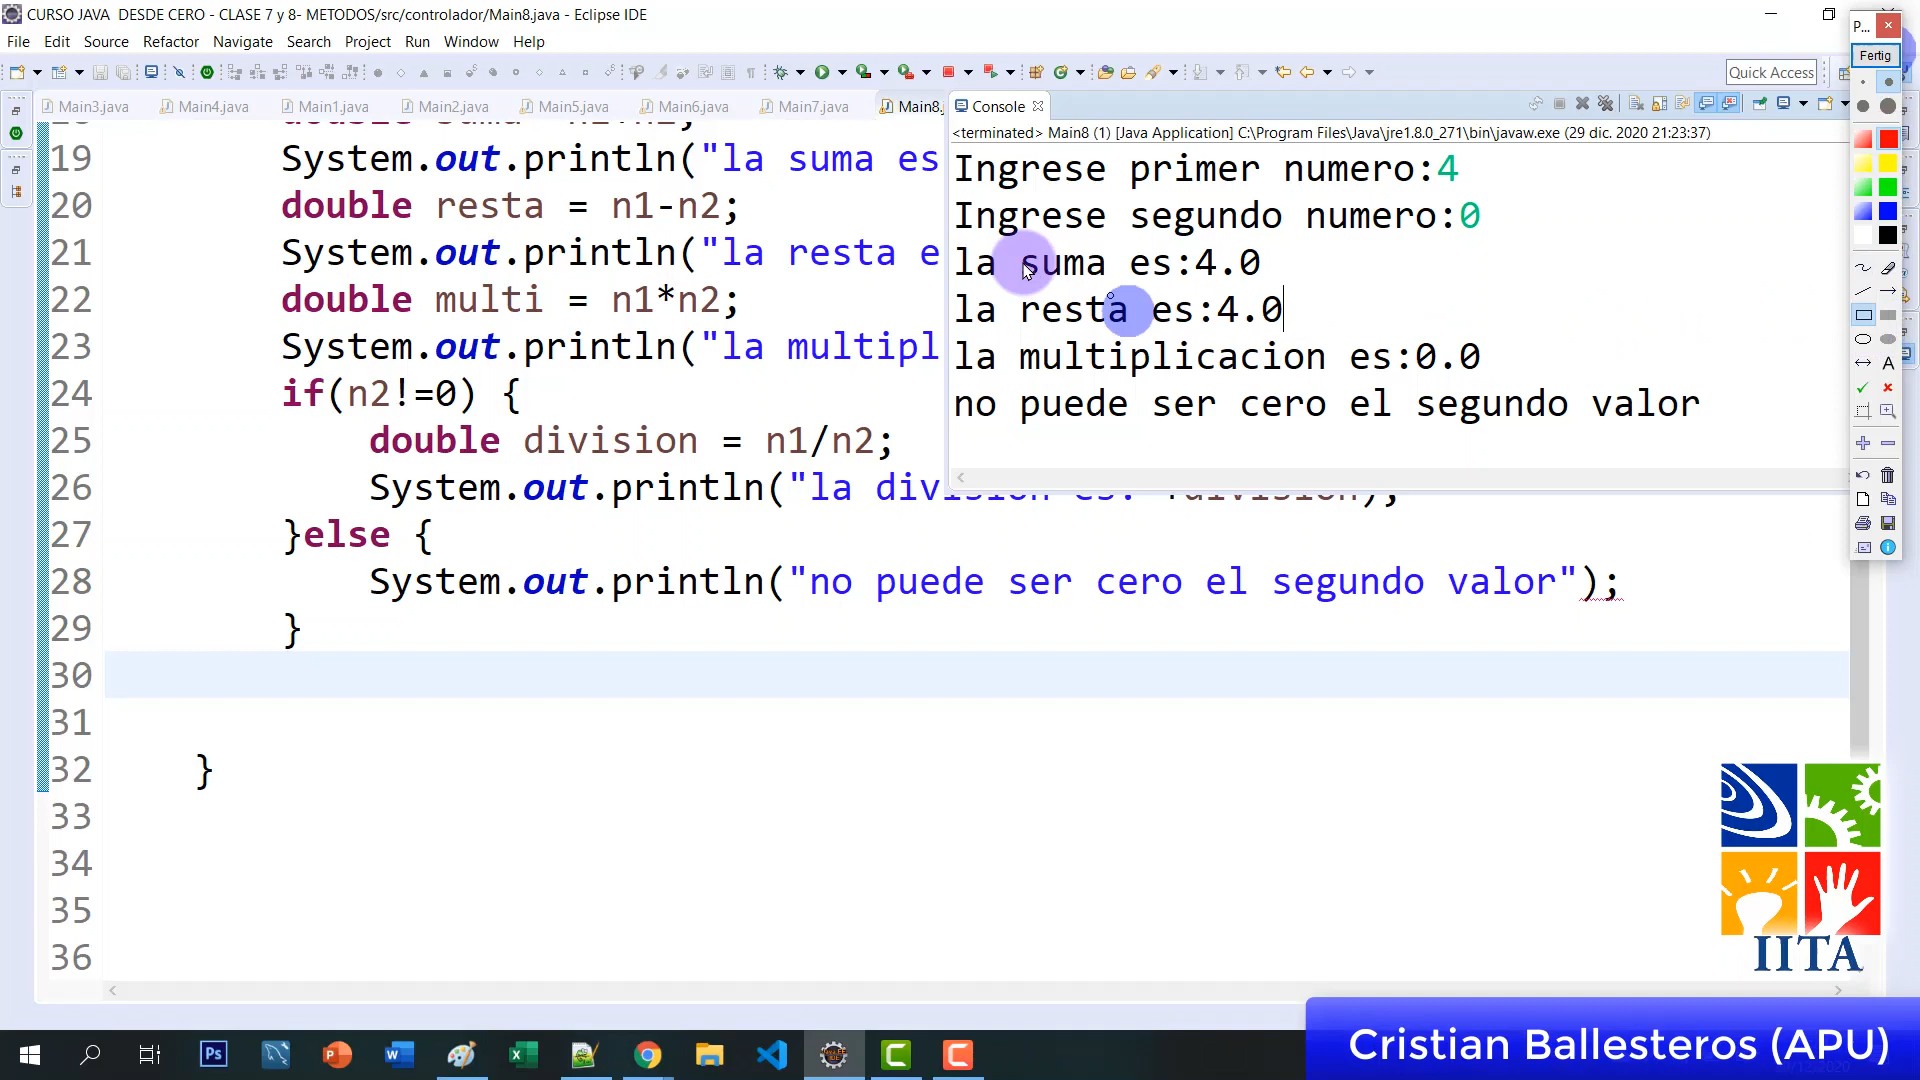 CURSO JAVA DESDE CERO - CLASE 7 y 8- METODOS/src/controlador/Main8.java - Eclipse IDE
File Edit Source Refactor Navigate Search Project Run Window Help
P...
Fertig
Quick Access
Main3.java Main4.java Main1.java Main2.java Main5.java Main6.java Main7.java Main8.
Console
<terminated> Main8 (1) [Java Application] C:\Program Files\Java\jre1.8.0_271\bin\javaw.exe (29 dic. 2020 21:23:37)
Ingrese primer numero:4
Ingrese segundo numero:0
la suma es:4.0
la resta es:4.0
la multiplicacion es:0.0
no puede ser cero el segundo valor
19 System.out.println("la suma es
20 double resta = n1-n2;
21 System.out.println("la resta e
22 double multi = n1*n2;
23 System.out.println("la multipl
24 if(n2!=0) {
25 double division = n1/n2;
26 System.out.println("la division es:"+division);
27 }else {
28 System.out.println("no puede ser cero el segundo valor");
29 }
30
31
32 }
33
34
35
36
IITA
Cristian Ballesteros (APU)